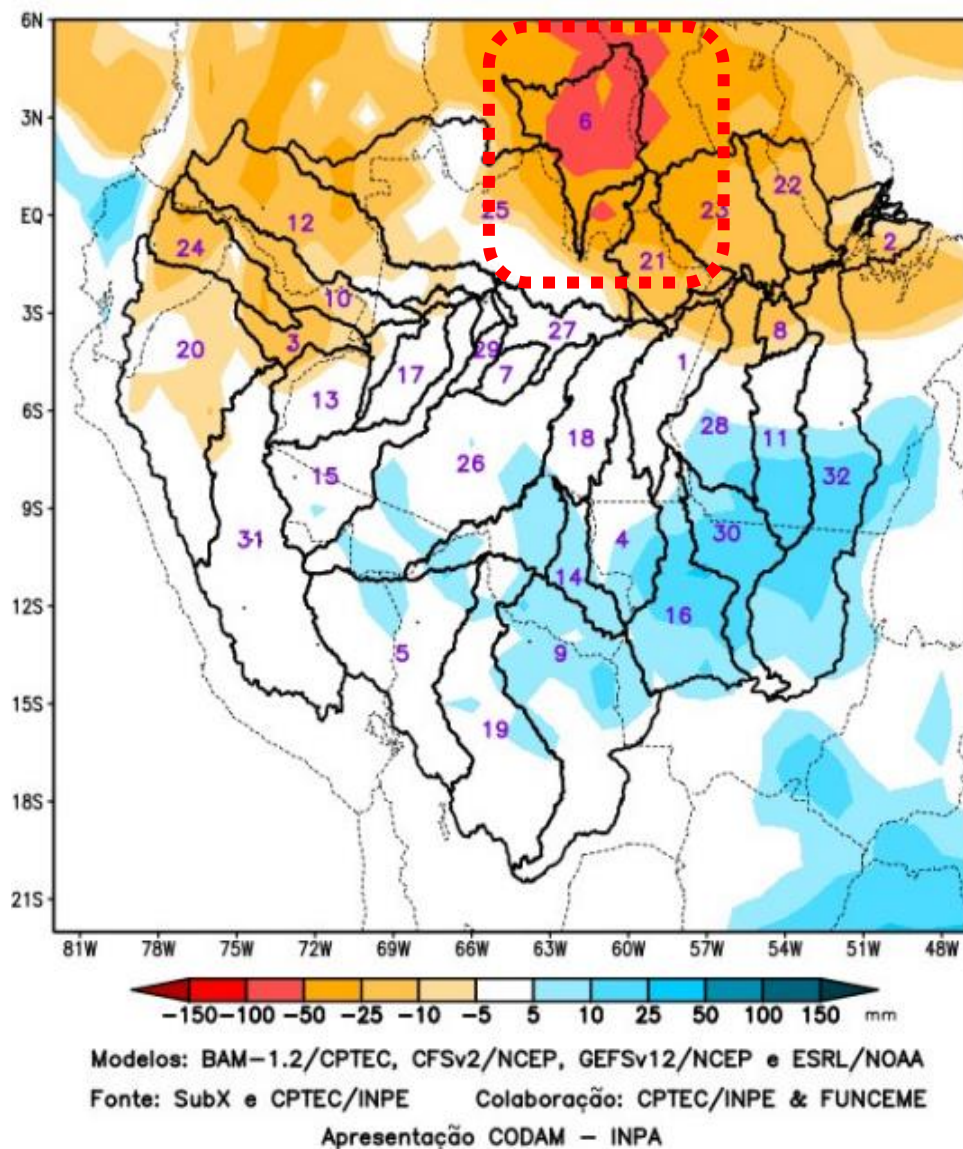 6N
3N
EQ
3S
6S
9S
12S
15S
18S
21S
6
22
25
12
23
2
24
21
10
8
27
20
3
29
1
17
7
13
28
11
18
26
15
32
31
4
30
14
16
5
9
19
81W 78W 75W 72W 69W 66W 63W 60W 57W 54W 51W 48W
−150 −100 −50 −25 −10 −5 5 10 25 50 100 150 mm
Modelos: BAM−1.2/CPTEC, CFSv2/NCEP, GEFSv12/NCEP e ESRL/NOAA
Fonte: SubX e CPTEC/INPE Colaboração: CPTEC/INPE & FUNCEME
Apresentação CODAM − INPA